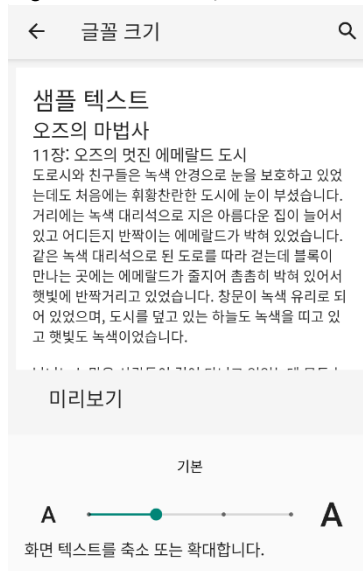 글꼴 크기
샘플 텍스트
오즈의 마법사
11장: 오즈의 멋진 에메랄드 도시
도로시와 친구들은 녹색 안경으로 눈을 보호하고 있었
는데도 처음에는 휘황찬란한 도시에 눈이 부셨습니다.
거리에는 녹색 대리석으로 지은 아름다운 집이 늘어서
있고 어디든지 반짝이는 에메랄드가 박혀 있었습니다.
같은 녹색 대리석으로 된 도로를 따라 걷는데 블록이
만나는 곳에는 에메랄드가 줄지어 촘촘히 박혀 있어서
햇빛에 반짝거리고 있었습니다. 창문이 녹색 유리로 되
어 있었으며, 도시를 덮고 있는 하늘도 녹색을 띠고 있
고 햇빛도 녹색이었습니다.
미리보기
기본
A A
화면 텍스트를 축소 또는 확대합니다.